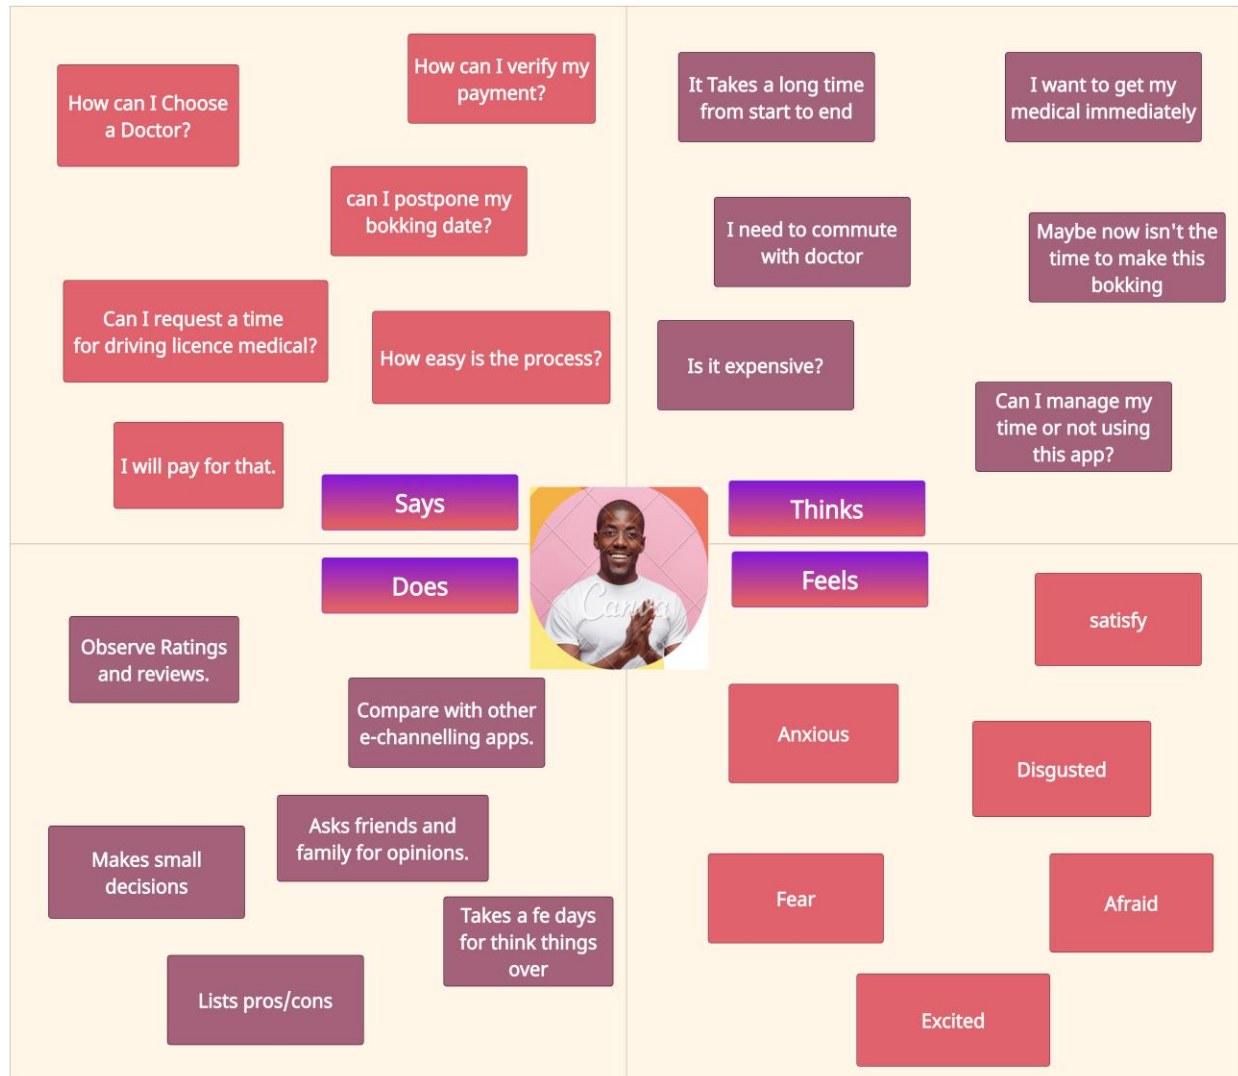 How can I Choose
a Doctor?
How can I verify my
payment?
can I postpone my
bokking date?
Can I request a time
for driving licence medical?
How easy is the process?
I will pay for that.
Says
It Takes a long time
from start to end
I want to get my
medical immediately
I need to commute
with doctor
Maybe now isn't the
time to make this
bokking
Is it expensive?
Can I manage my
time or not using
this app?
Thinks
Does
Observe Ratings
and reviews.
Compare with other
e-channelling apps.
Asks friends and
family for opinions.
Makes small
decisions
Takes a fe days
for think things
over
Lists pros/cons
Canva
Feels
satisfy
Anxious
Disgusted
Fear
Afraid
Excited